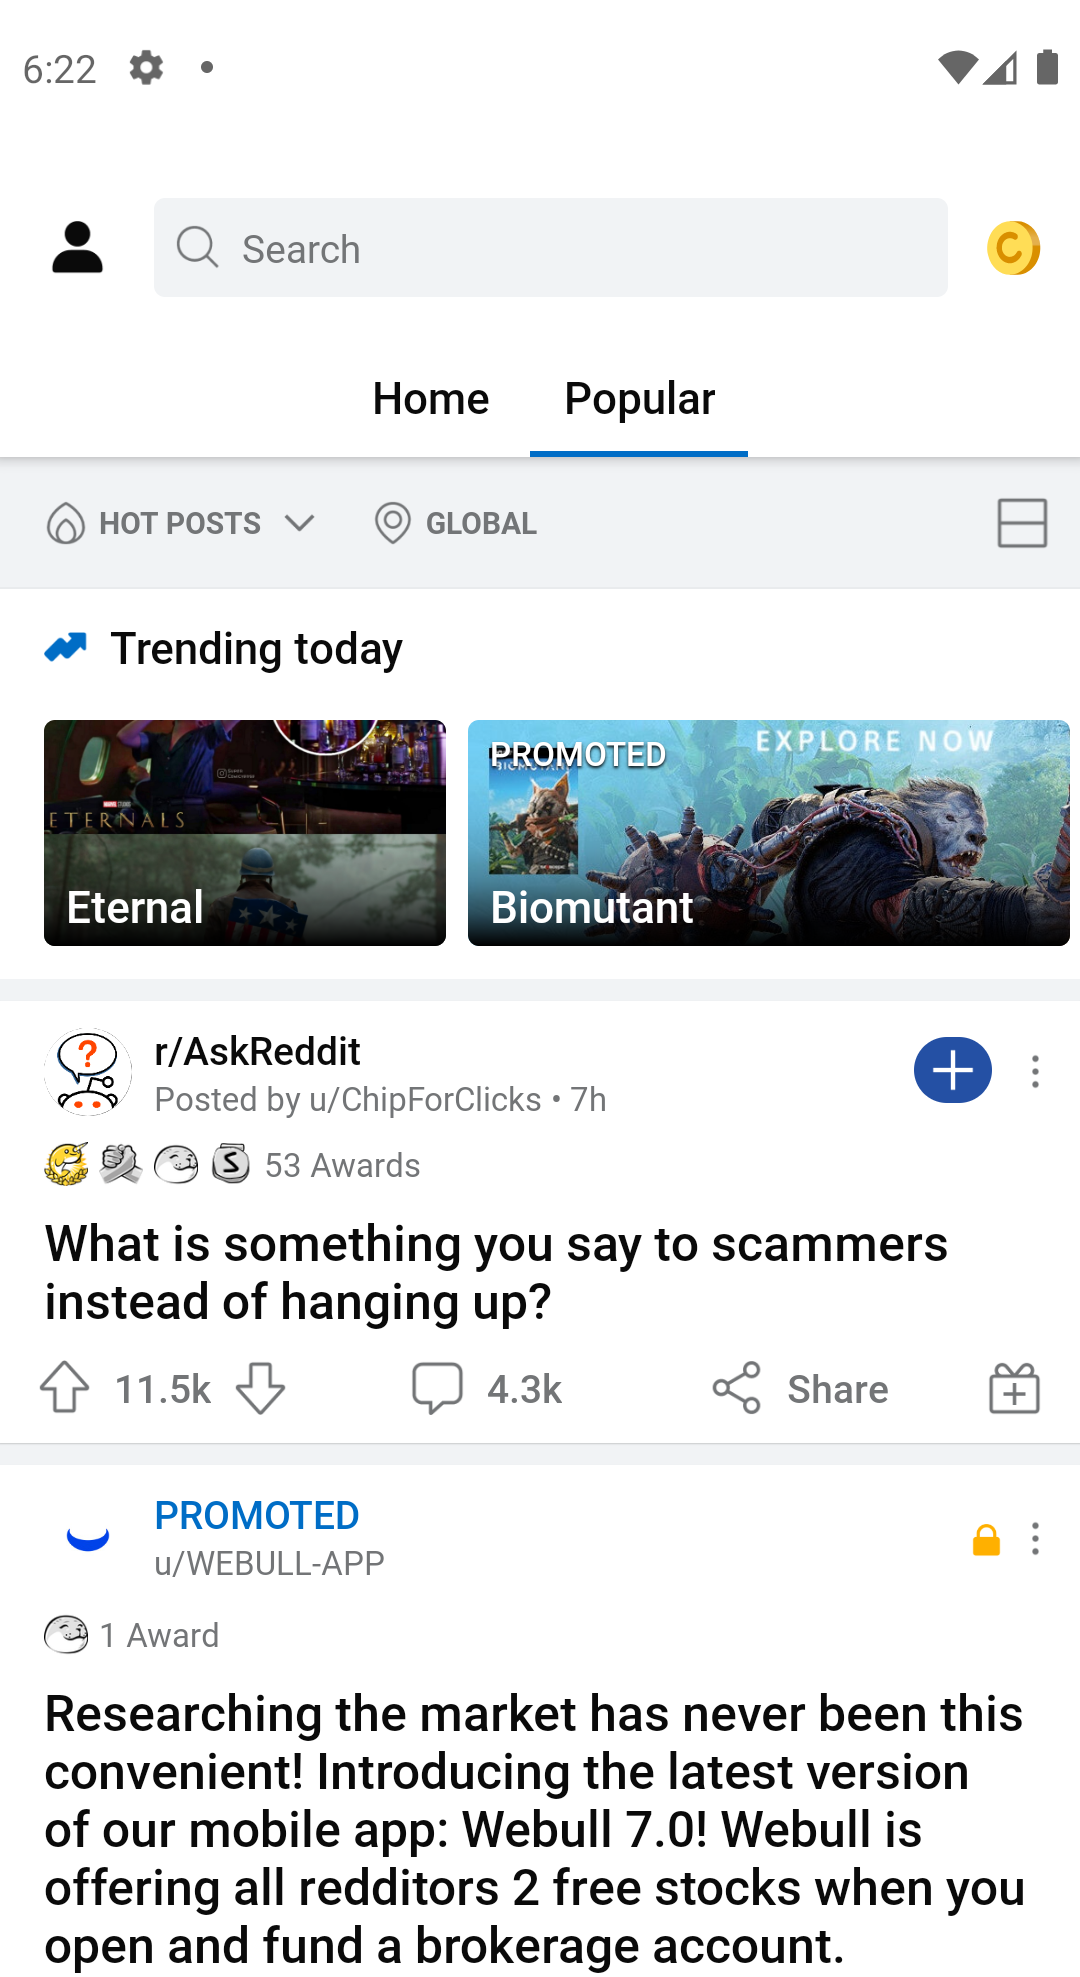 6:22
Search
Home
Popular
HOT POSTS
GLOBAL
Trending today
ETERNALS
Eternal
PROMOTED
EXPLORE NOW
Biomutant
r/AskReddit
Posted by u/ChipForClicks • 7h
53 Awards
What is something you say to scammers
instead of hanging up?
11.5k
4.3k
Share
PROMOTED
u/WEBULL-APP
1 Award
Researching the market has never been this
convenient! Introducing the latest version
of our mobile app: Webull 7.0! Webull is
offering all redditors 2 free stocks when you
open and fund a brokerage account.